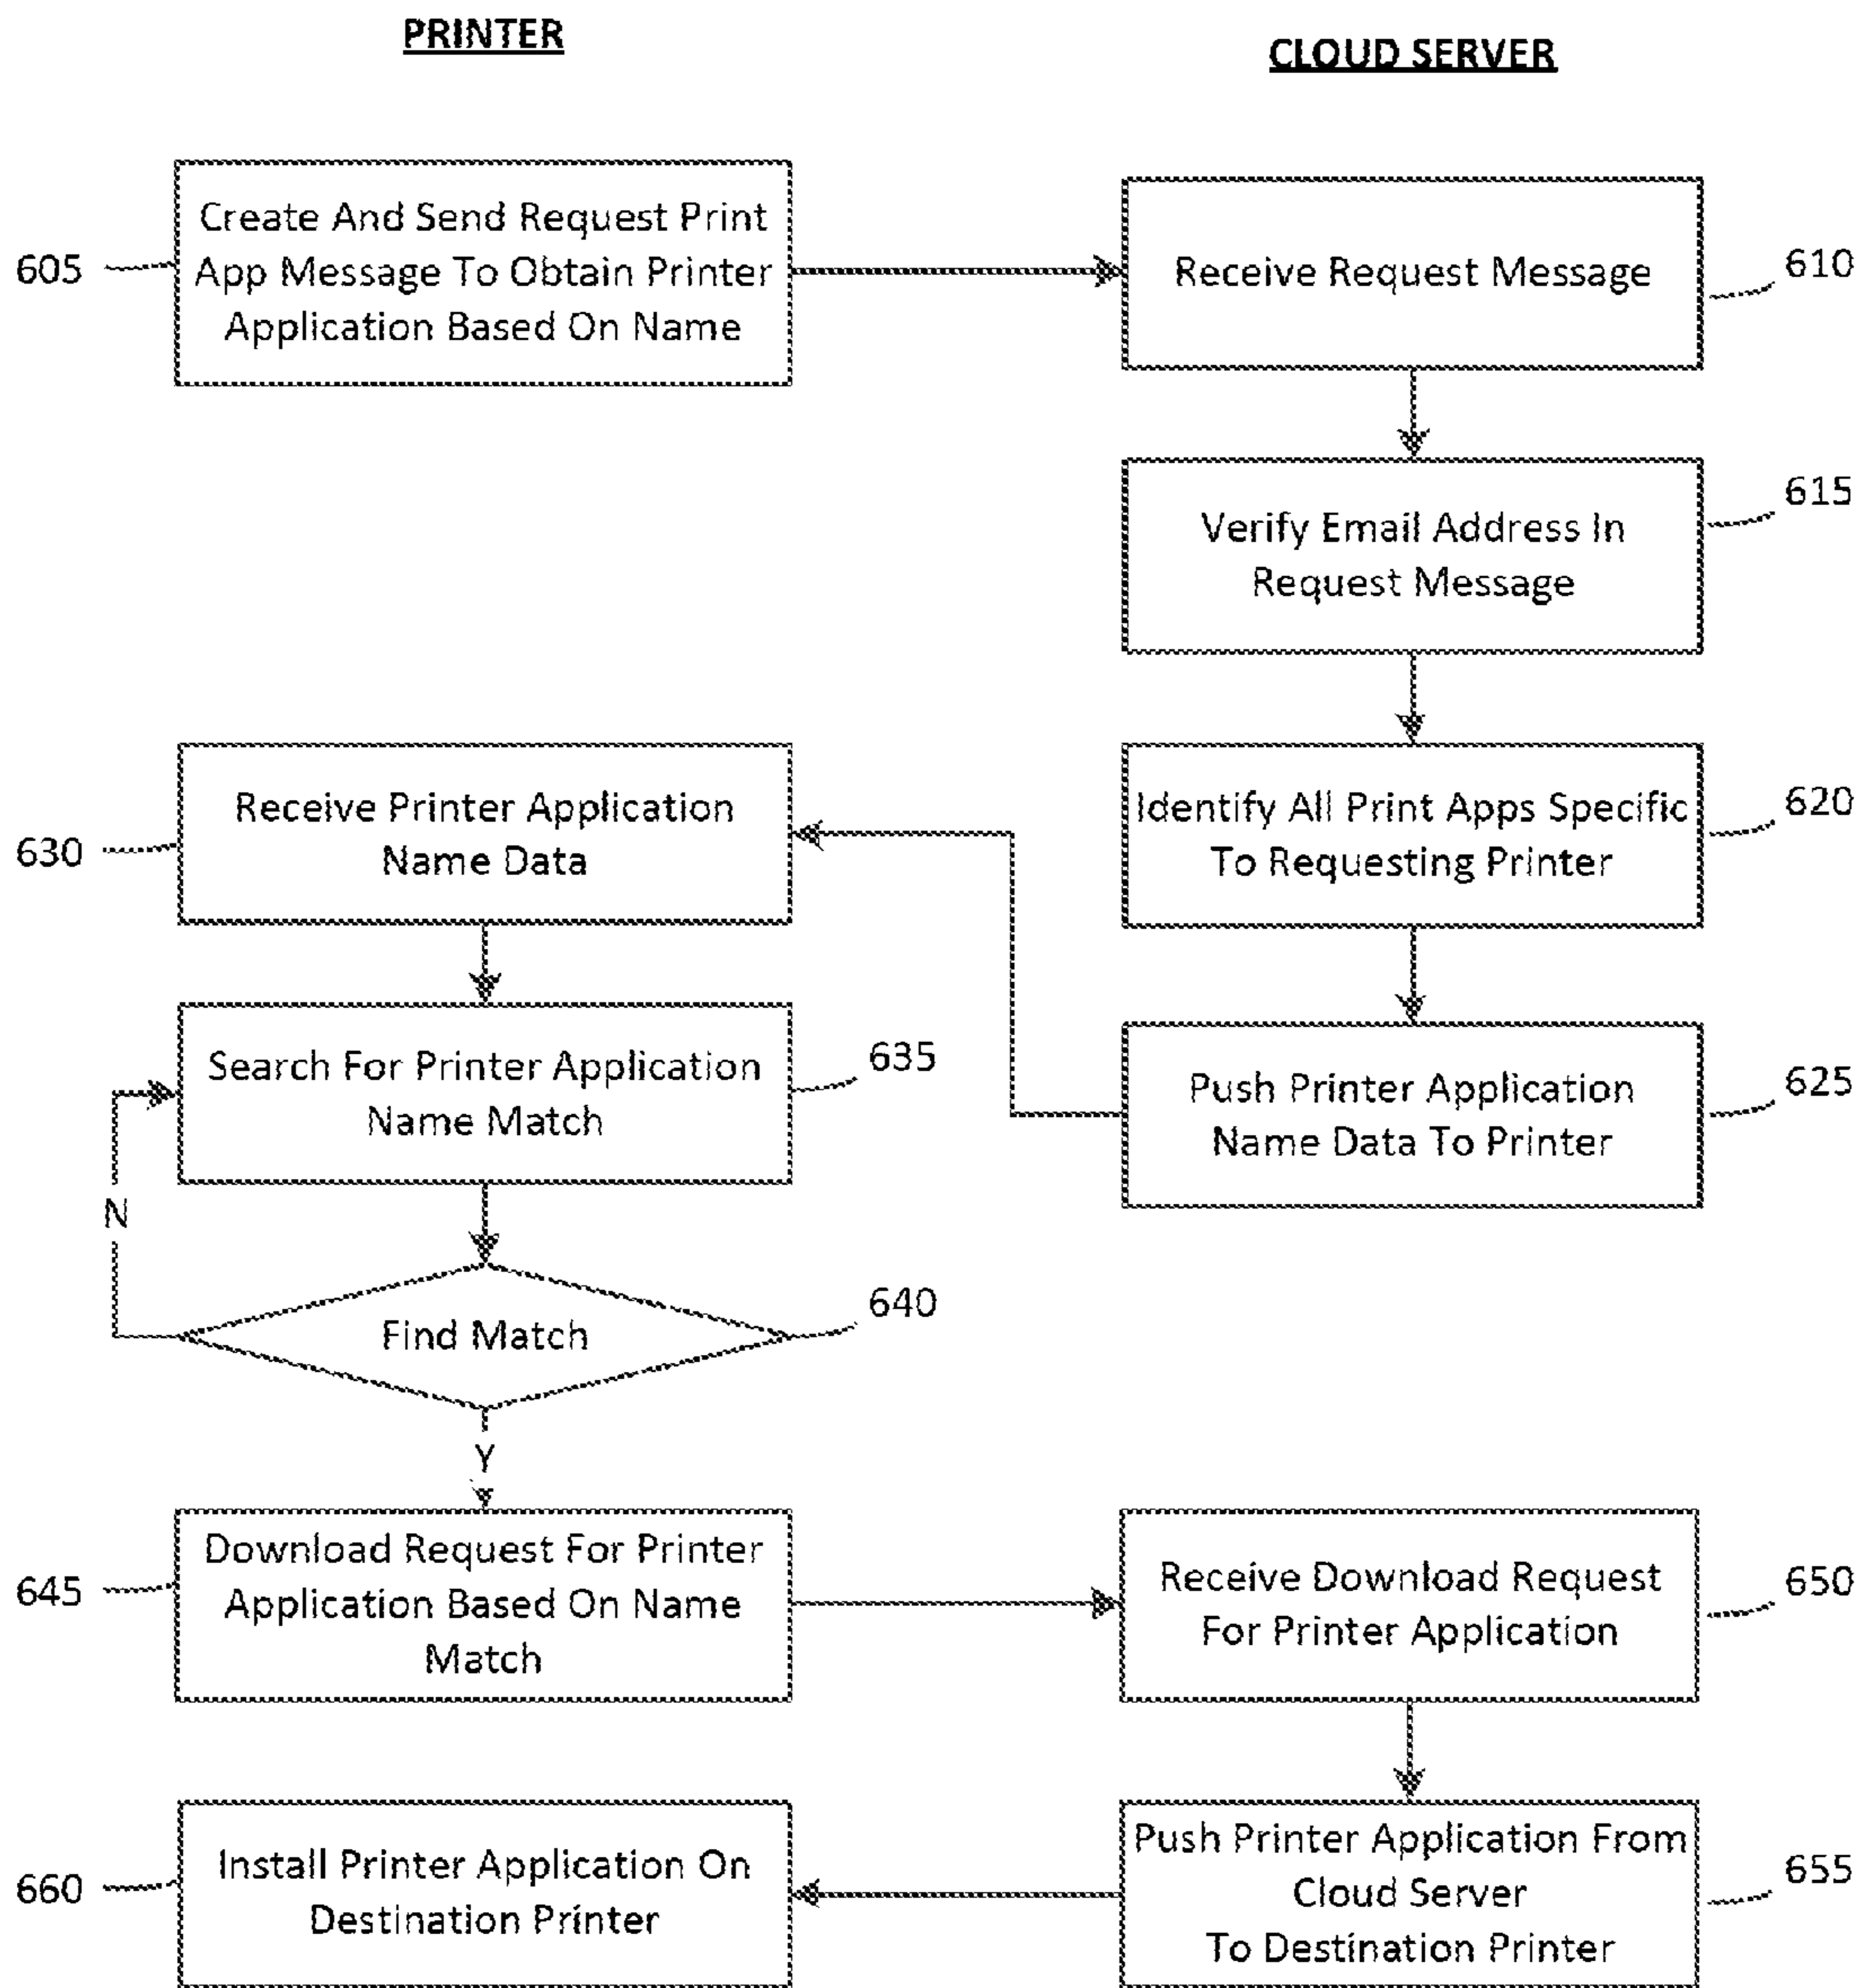 PRINTER
CLOUD SERVER
605
Create And Send Request Print
App Message To Obtain Printer
Application Based On Name
Receive Request Message
610
Verify Email Address In
Request Message
615
Identify All Print Apps Specific
To Requesting Printer
620
Push Printer Application
Name Data To Printer
625
630
Receive Printer Application
Name Data
Search For Printer Application
Name Match
635
N
Find Match
640
Y
645
Download Request For Printer
Application Based On Name
Match
Receive Download Request
For Printer Application
650
Push Printer Application From
Cloud Server
To Destination Printer
655
660
Install Printer Application On
Destination Printer